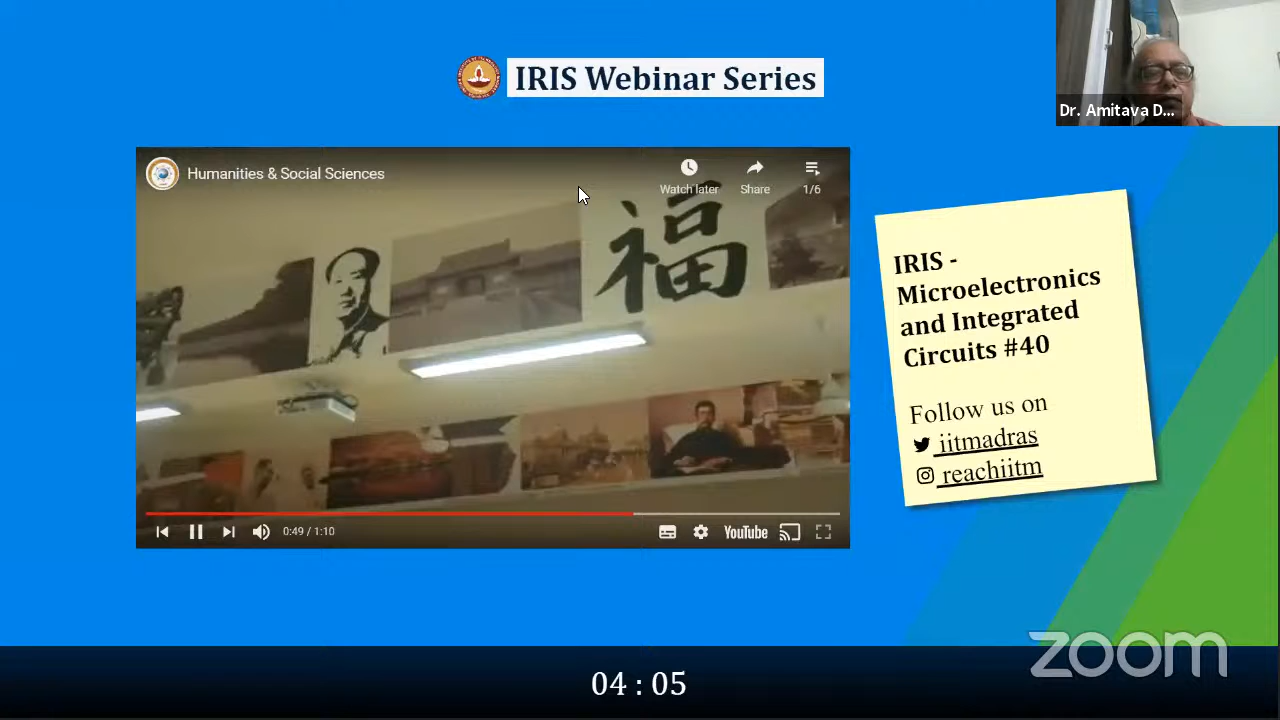 IRIS Webinar Series
Dr. Amitava D...
Humanities & Social Sciences
Watch later
Share
1/6
福
IRIS -
Microelectronics
and Integrated
Circuits #40
Follow us on
iitmadras
reachiitm
0:49 / 1:10
YouTube
zoom
04 : 05